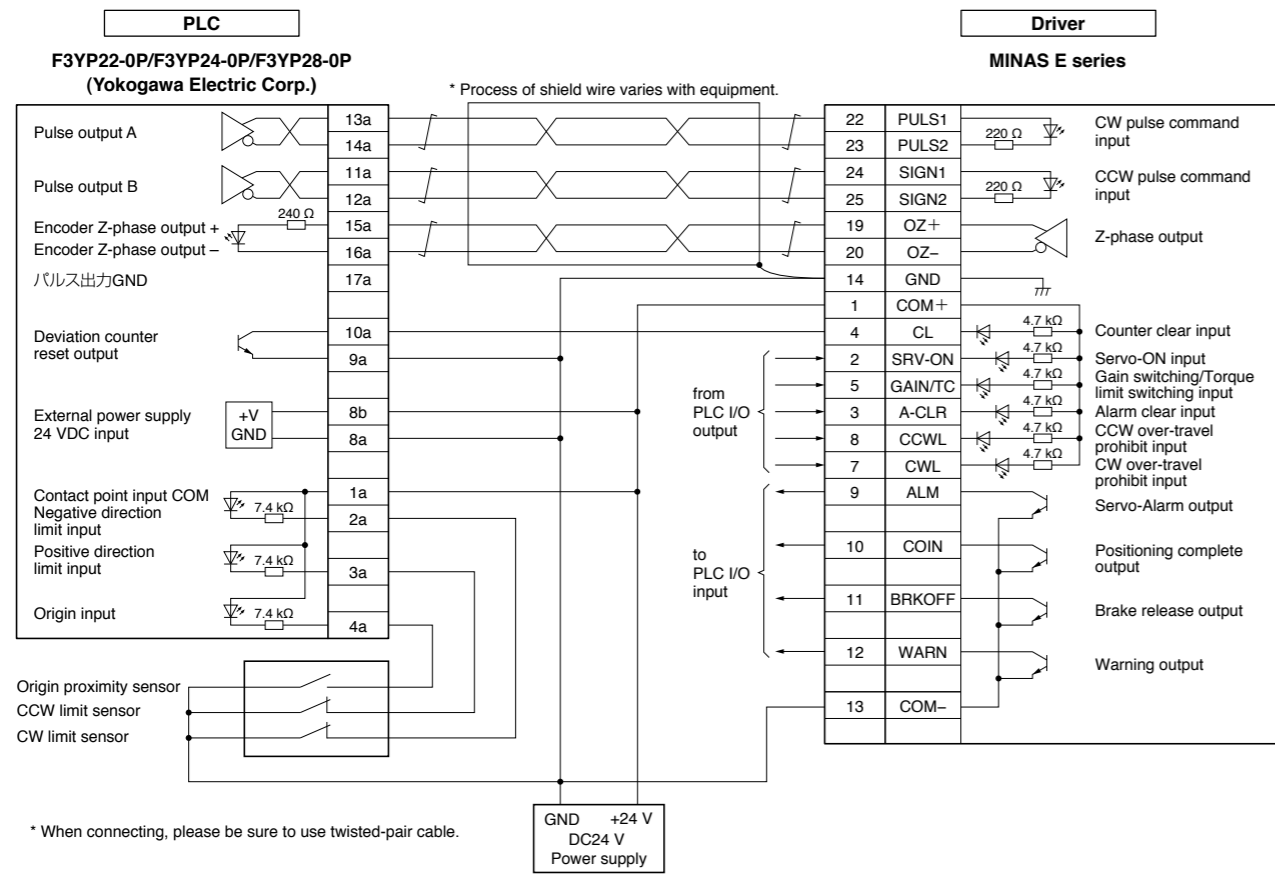 PLC
F3YP22-0P/F3YP24-0P/F3YP28-0P
(Yokogawa Electric Corp.)
Driver
MINAS E series
* Process of shield wire varies with equipment.
Pulse output A
13a
14a
Pulse output B
11a
12a
240 Ω
Encoder Z-phase output +
15a
Encoder Z-phase output −
16a
パルス出力GND
17a
Deviation counter
reset output
10a
9a
External power supply
24 VDC input
+V
GND
8b
8a
Contact point input COM
1a
Negative direction
limit input
7.4 kΩ
2a
Positive direction
limit input
7.4 kΩ
3a
Origin input
7.4 kΩ
4a
Origin proximity sensor
CCW limit sensor
CW limit sensor
from
PLC I/O
output
to
PLC I/O
input
22 PULS1
23 PULS2
220 Ω
CW pulse command
input
24 SIGN1
25 SIGN2
220 Ω
CCW pulse command
input
19 OZ+
20 OZ−
Z-phase output
14 GND
1 COM+
4 CL
4.7 kΩ
Counter clear input
2 SRV-ON
4.7 kΩ
Servo-ON input
5 GAIN/TC
4.7 kΩ
Gain switching/Torque
limit switching input
3 A-CLR
4.7 kΩ
Alarm clear input
8 CCWL
4.7 kΩ
CCW over-travel
prohibit input
7 CWL
4.7 kΩ
CW over-travel
prohibit input
9 ALM
Servo-Alarm output
10 COIN
Positioning complete
output
11 BRKOFF
Brake release output
12 WARN
Warning output
13 COM−
GND +24 V
DC24 V
Power supply
* When connecting, please be sure to use twisted-pair cable.